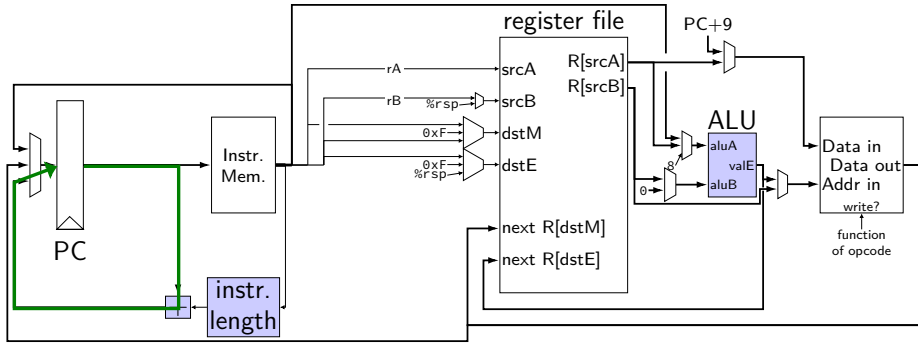 register file
PC+9
rA
srcA
R[srcA]
R[srcB]
rB
%rsp
srcB
ALU
0xF
dstM
Instr.
Mem.
8
aluA
valE
aluB
0
Data in
Data out
Addr in
write?
0xF
%rsp
dstE
PC
next R[dstM]
function
of opcode
next R[dstE]
instr.
length
+